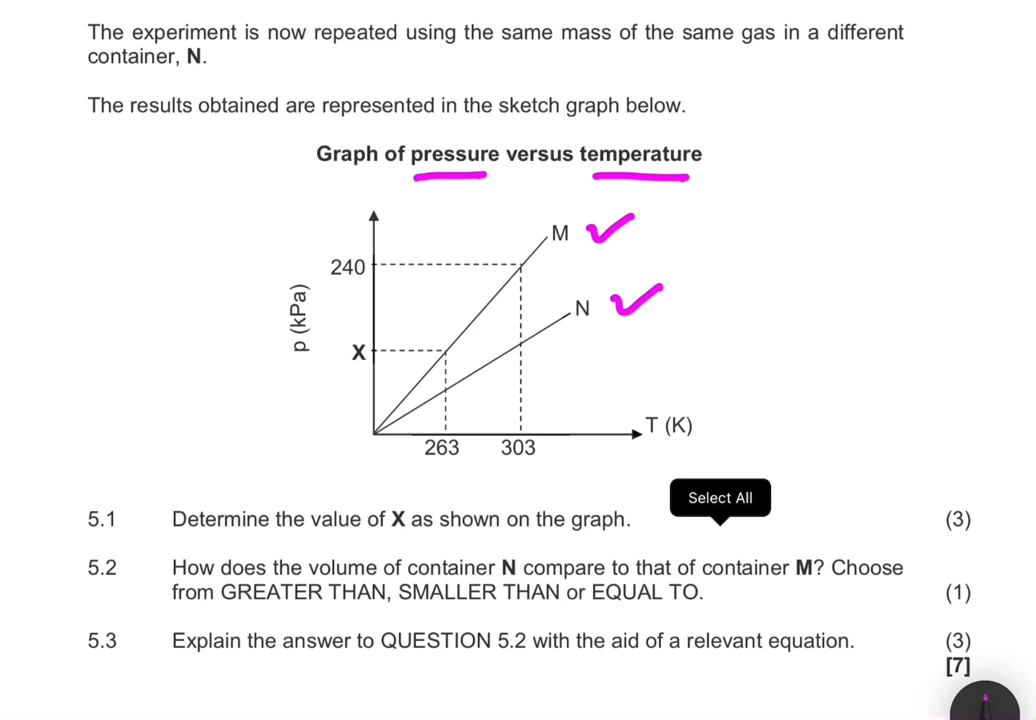 The experiment is now repeated using the same mass of the same gas in a different
container, N.
The results obtained are represented in the sketch graph below.
Graph of pressure versus temperature
M
240
N
p (kPa)
X
T (K)
263 303
Select All
5.1 Determine the value of X as shown on the graph. (3)
5.2 How does the volume of container N compare to that of container M? Choose
from GREATER THAN, SMALLER THAN or EQUAL TO. (1)
5.3 Explain the answer to QUESTION 5.2 with the aid of a relevant equation. (3)
[7]